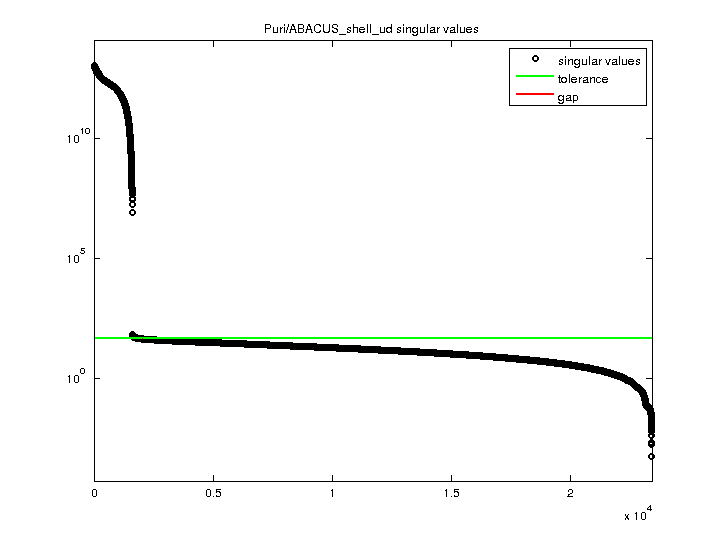 Puri/ABACUS_shell_ud singular values
singular values
tolerance
gap
10^10
10^5
10^0
0 0.5 1 1.5 2
x 10^4